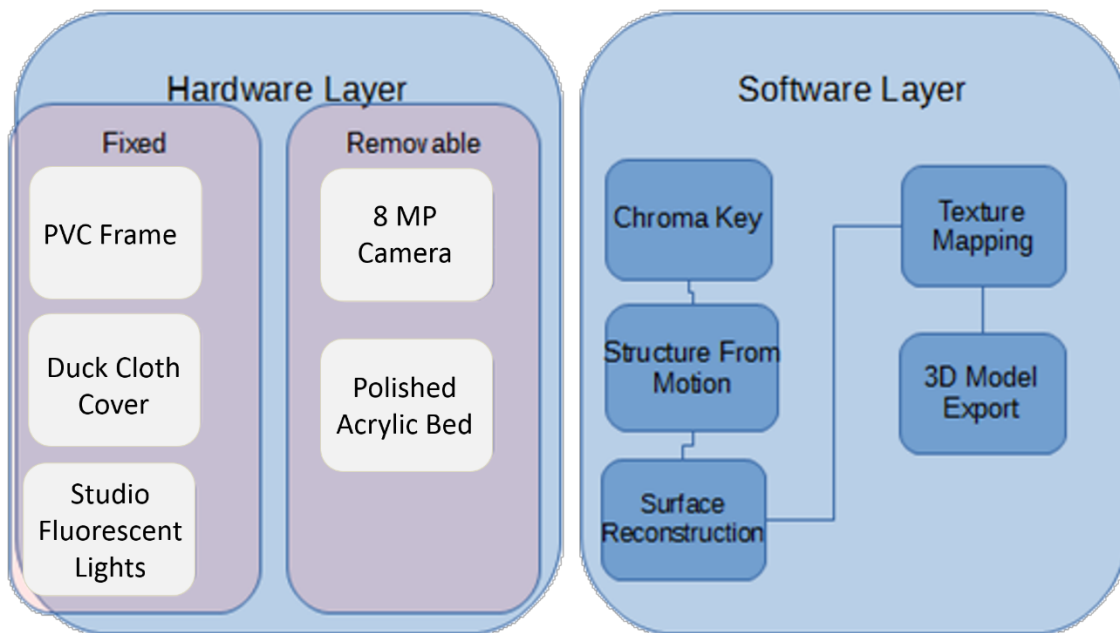 Hardware Layer
Fixed
PVC Frame
Duck Cloth
Cover
Studio
Fluorescent
Lights
Removable
8 MP
Camera
Polished
Acrylic Bed
Software Layer
Chroma Key
Structure From
Motion
Surface
Reconstruction
Texture
Mapping
3D Model
Export